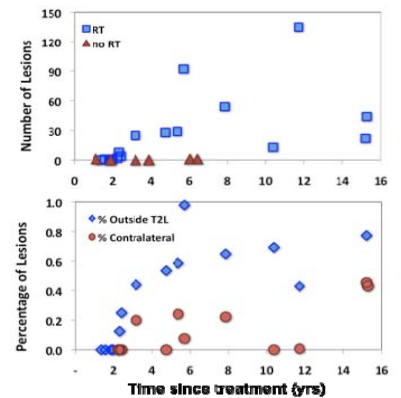 Number of Lesions
150
120
90
60
30
0
RT
no RT
0 2 4 6 8 10 12 14 16
Percentage of Lesions
1.0
0.8
0.6
0.4
0.2
0.0
% Outside T2L
% Contralateral
- 2 4 6 8 10 12 14 16
Time since treatment (yrs)